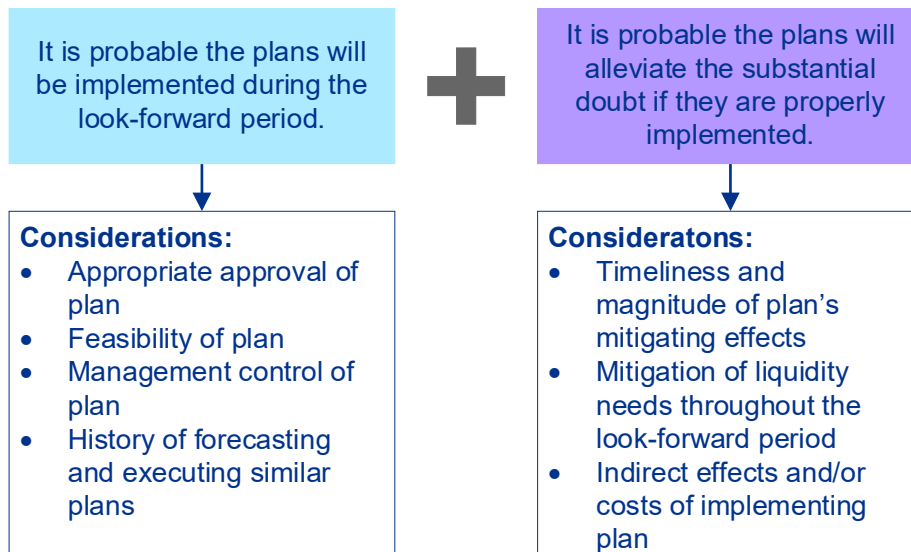 It is probable the plans will
be implemented during the
look-forward period.
It is probable the plans will
alleviate the substantial
doubt if they are properly
implemented.
Considerations:
• Appropriate approval of
plan
• Feasibility of plan
• Management control of
plan
• History of forecasting
and executing similar
plans
Consideratons:
• Timeliness and
magnitude of plan’s
mitigating effects
• Mitigation of liquidity
needs throughout the
look-forward period
• Indirect effects and/or
costs of implementing
plan